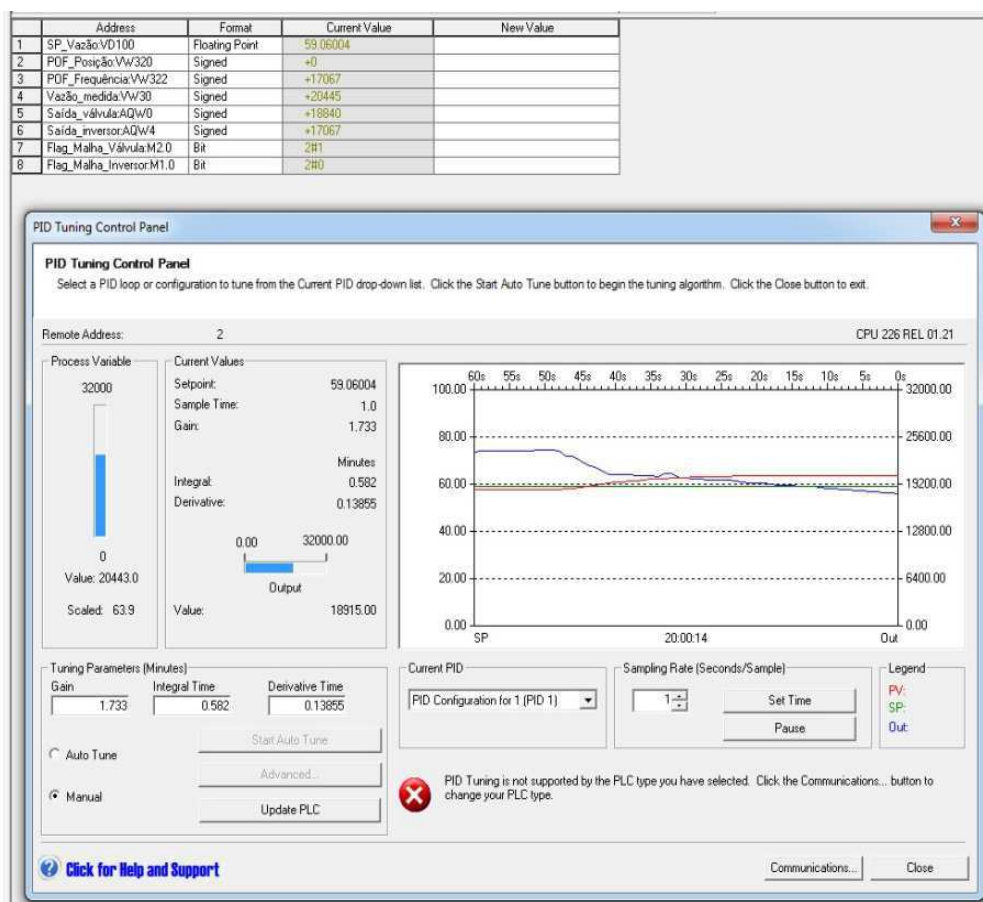 Address Format Current Value New Value
1 SP_Vazão:VD100 Floating Point 59.06004
2 POF_Posição:VW320 Signed +0
3 POF_Frequência:VW322 Signed +17067
4 Vazão_medida:VW30 Signed +20445
5 Saída_válvula:AQW0 Signed +18840
6 Saída_inversor:AQW4 Signed +17067
7 Flag_Malha_Válvula:M2.0 Bit 2#1
8 Flag_Malha_Inversor:M1.0 Bit 2#0
PID Tuning Control Panel
PID Tuning Control Panel
Select a PID loop or configuration to tune from the Current PID drop-down list. Click the Start Auto Tune button to begin the tuning algorithm. Click the Close button to exit.
Remote Address: 2 CPU 226 REL 01.21
Process Variable
32000
0
Value: 20443.0
Scaled: 63.9
Current Values
Setpoint: 59.06004
Sample Time: 1.0
Gain: 1.733
Minutes
Integral: 0.582
Derivative: 0.13855
0.00 32000.00
Output
Value: 18915.00
60s 55s 50s 45s 40s 35s 30s 25s 20s 15s 10s 5s 0s
100.00 32000.00
80.00 25600.00
60.00 19200.00
40.00 12800.00
20.00 6400.00
0.00 0.00
SP 20:00:14 Out
Tuning Parameters (Minutes)
Gain Integral Time Derivative Time
1.733 0.582 0.13855
Auto Tune
Manual
Start Auto Tune
Advanced...
Update PLC
Current PID
PID Configuration for 1 (PID 1)
Sampling Rate (Seconds/Sample)
1 Set Time
Pause
Legend
PV:
SP:
Out:
PID Tuning is not supported by the PLC type you have selected. Click the Communications... button to
change your PLC type.
Click for Help and Support
Communications... Close